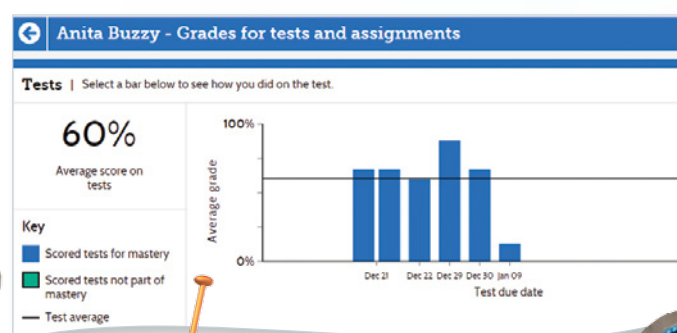 Anita Buzzy - Grades for tests and assignments
Tests | Select a bar below to see how you did on the test.
60%
Average score on
tests
Key
Scored tests for mastery
Scored tests not part of
mastery
Test average
100%
Average grade
0%
Dec 21 Dec 22 Dec 29 Dec 30 Jan 09
Test due date